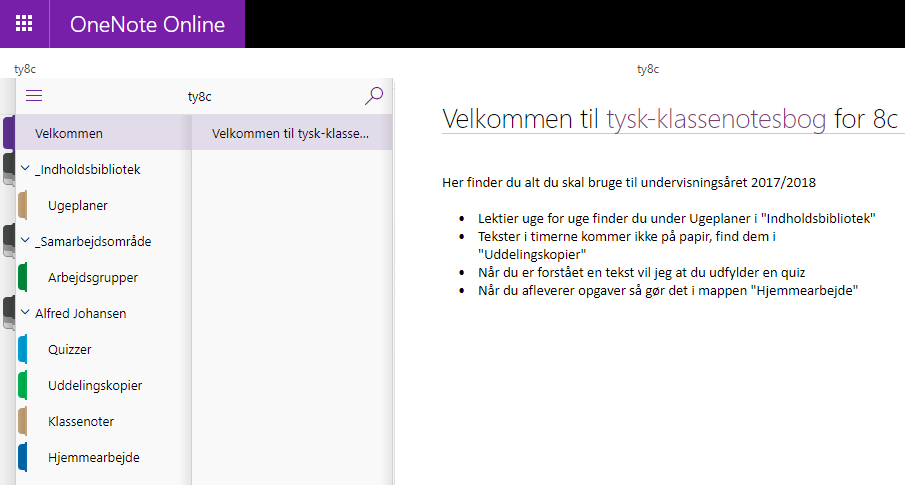 OneNote Online
ty8c
ty8c
ty8c
Velkommen
_Indholdsbibliotek
Ugeplaner
_Samarbejdsområde
Arbejdsgrupper
Alfred Johansen
Quizzer
Uddelingskopier
Klassenoter
Hjemmearbejde
Velkommen til tysk-klasse...
Velkommen til tysk-klassenotesbog for 8c
Her finder du alt du skal bruge til undervisningsåret 2017/2018
• Lektier uge for uge finder du under Ugeplaner i "Indholdsbibliotek"
• Tekster i timerne kommer ikke på papir, find dem i
"Uddelingskopier"
• Når du er forstået en tekst vil jeg at du udfylder en quiz
• Når du afleverer opgaver så gør det i mappen "Hjemmearbejde"